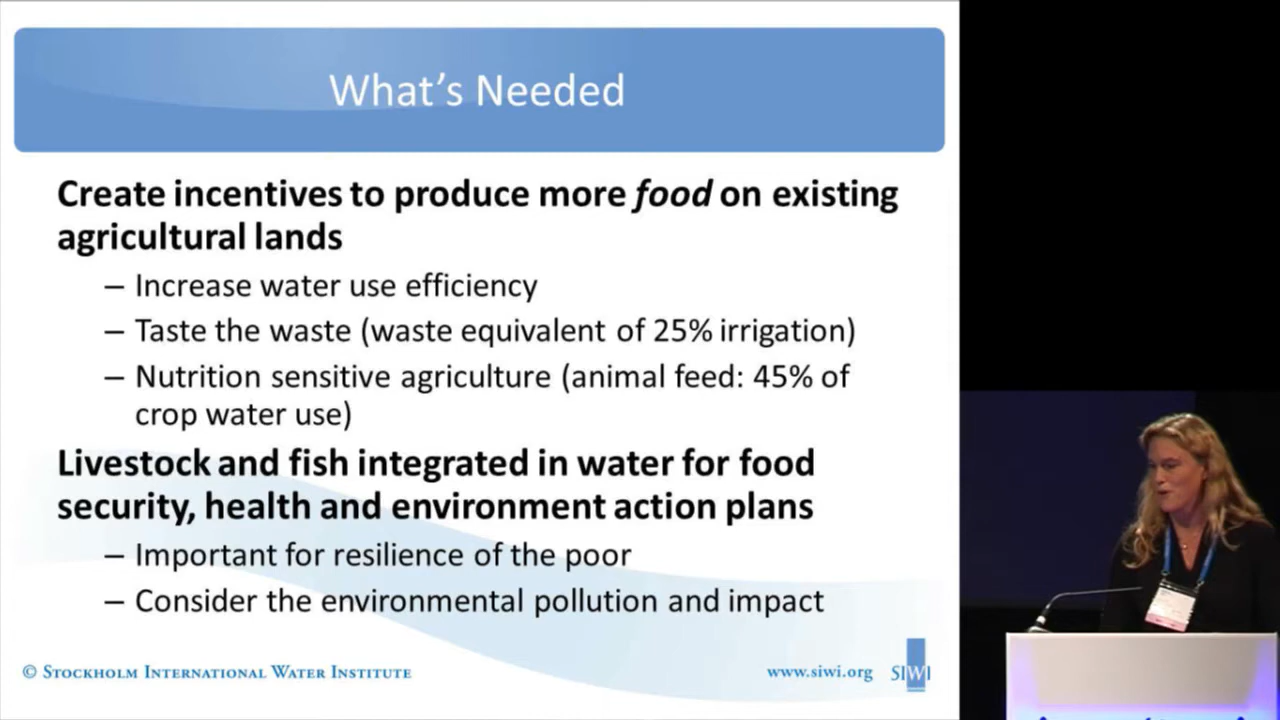 What's Needed
Create incentives to produce more food on existing
agricultural lands
– Increase water use efficiency
– Taste the waste (waste equivalent of 25% irrigation)
– Nutrition sensitive agriculture (animal feed: 45% of
crop water use)
Livestock and fish integrated in water for food
security, health and environment action plans
– Important for resilience of the poor
– Consider the environmental pollution and impact
© Stockholm International Water Institute
www.siwi.org SIWI